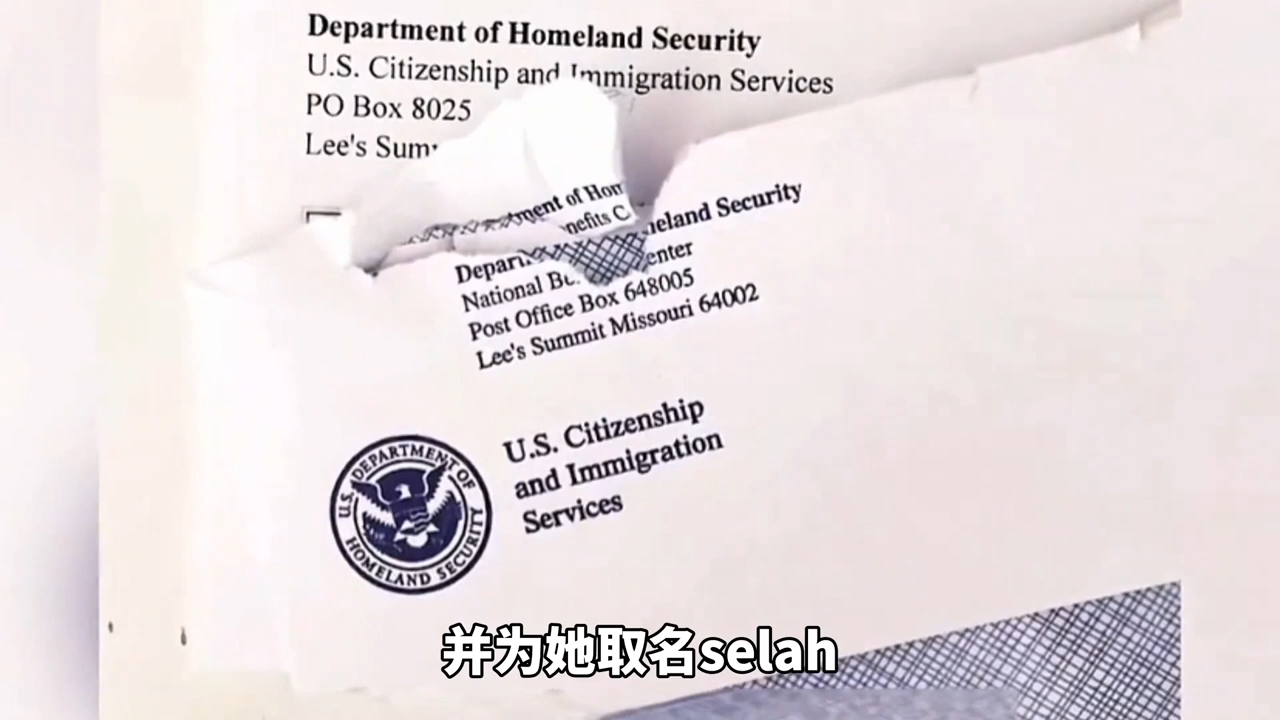 Department of Homeland Security
U.S. Citizenship and Immigration Services
PO Box 8025
Lee's
of
Homeland Security
National
Post Office Box 648005
Lee's Summit Missouri 64002
U.S. Citizenship
and Immigration
Services
U.S. DEPARTMENT OF
HOMELAND SECURITY
并为她取名selah